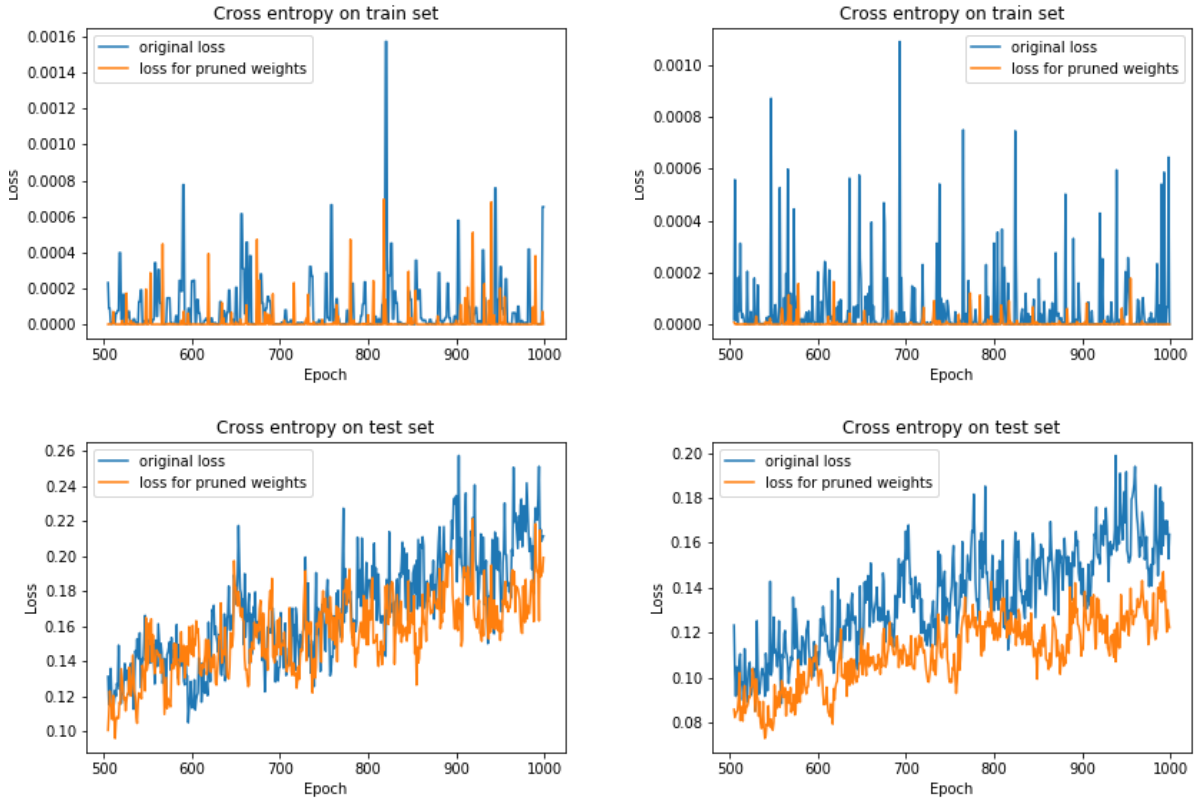 Cross entropy on train set
original loss
loss for pruned weights
0.0016
0.0014
0.0012
0.0010
0.0008
0.0006
0.0004
0.0002
0.0000
Loss
500 600 700 800 900 1000
Epoch
Cross entropy on train set
original loss
loss for pruned weights
0.0010
0.0008
0.0006
0.0004
0.0002
0.0000
Loss
500 600 700 800 900 1000
Epoch
Cross entropy on test set
original loss
loss for pruned weights
0.26
0.24
0.22
0.20
0.18
0.16
0.14
0.12
0.10
Loss
500 600 700 800 900 1000
Epoch
Cross entropy on test set
original loss
loss for pruned weights
0.20
0.18
0.16
0.14
0.12
0.10
0.08
Loss
500 600 700 800 900 1000
Epoch